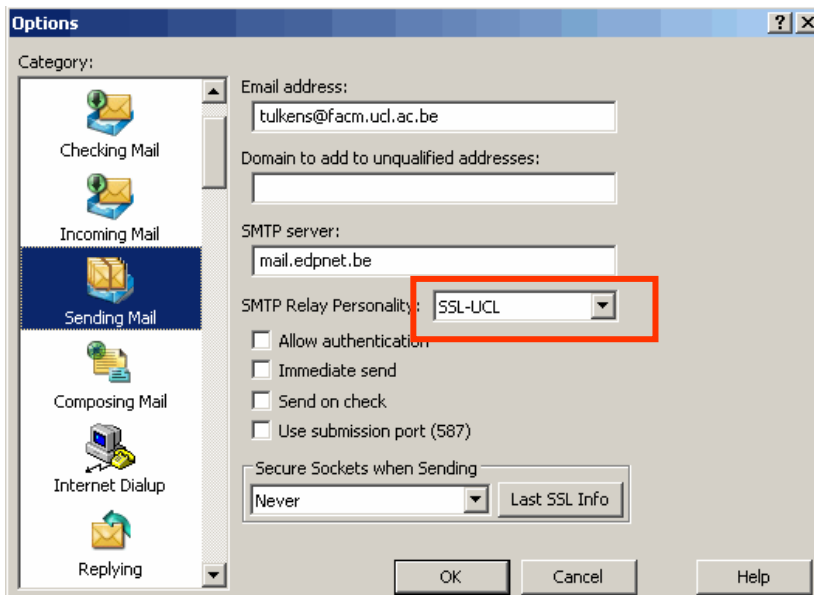 Options
Category:
Checking Mail
Incoming Mail
Sending Mail
Composing Mail
Internet Dialup
Replying
Email address:
tulkens@facm.ucl.ac.be
Domain to add to unqualified addresses:
SMTP server:
mail.edpnet.be
SMTP Relay Personality: SSL-UCL
Allow authentication
Immediate send
Send on check
Use submission port (587)
Secure Sockets when Sending
Never Last SSL Info
OK Cancel Help